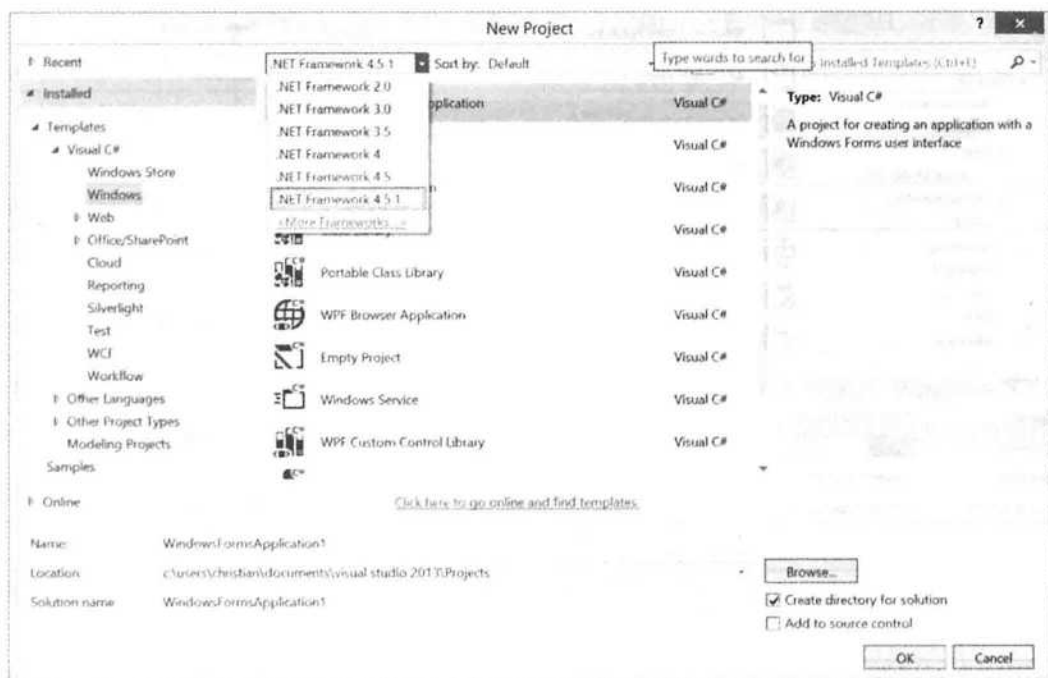 New Project
? ×
Recent
.NET Framework 4.5.1
Sort by: Default
Type words to search for
Installed Templates (Ctrl+E)
Installed
.NET Framework 2.0
.NET Framework 3.0
.NET Framework 3.5
.NET Framework 4
.NET Framework 4.5
.NET Framework 4.5.1
<More Frameworks...>
Templates
Visual C#
Windows Store
Windows
Web
Office/SharePoint
Cloud
Reporting
Silverlight
Test
WCF
Workflow
Other Languages
Other Project Types
Modeling Projects
Samples
Online
plication Visual C#
Visual C#
n Visual C#
Visual C#
Portable Class Library Visual C#
WPF Browser Application Visual C#
Empty Project Visual C#
Windows Service Visual C#
WPF Custom Control Library Visual C#
Click here to go online and find templates.
Type: Visual C#
A project for creating an application with a
Windows Forms user interface
Name: WindowsFormsApplication1
Location: c:\users\christian\documents\visual studio 2013\Projects
Solution name WindowsFormsApplication1
Browse...
Create directory for solution
Add to source control
OK Cancel